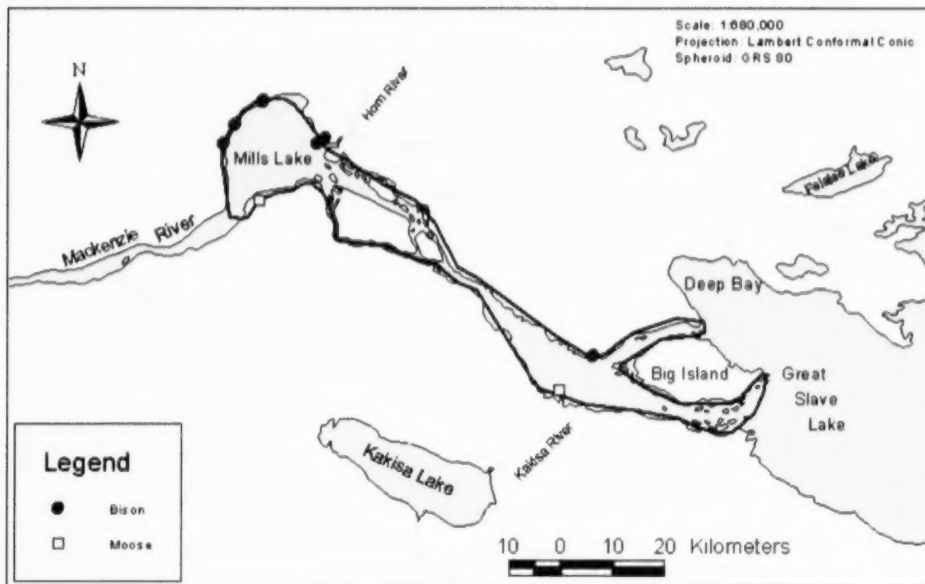 Scale: 1:680,000
Projection: Lambert Conformal Conic
Spheroid: GRS 80
N
Horn River
Mills Lake
Mackenzie River
Deep Bay
Big Island
Great
Slave
Lake
Kakisa Lake
Kakisa River
Legend
Bison
Moose
10 0 10 20 Kilometers